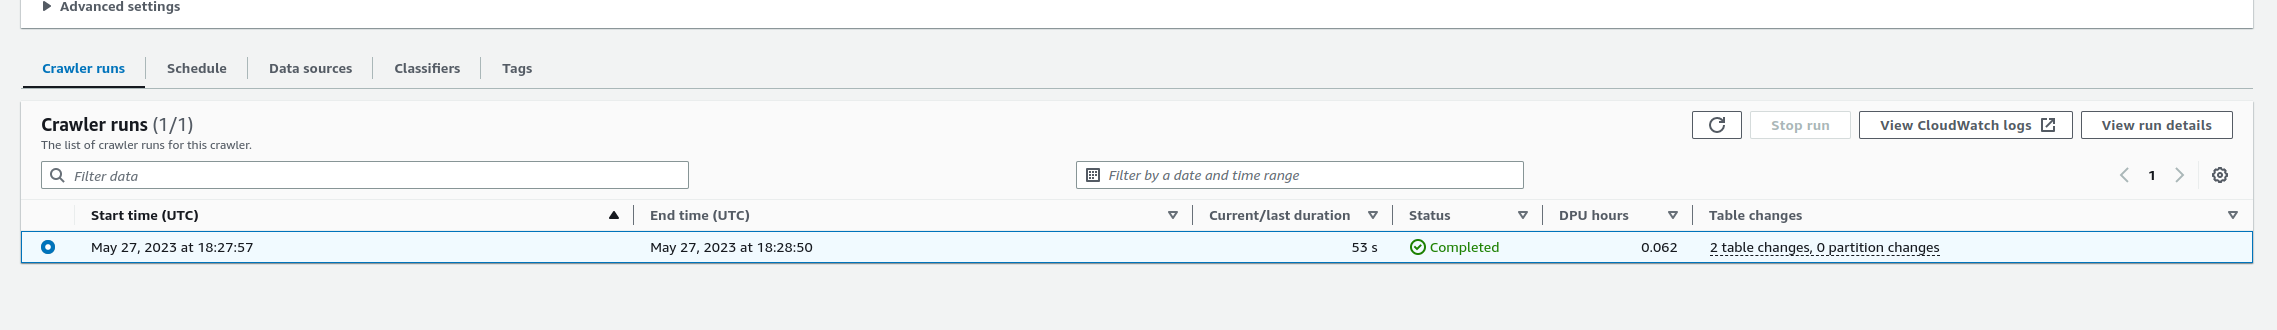 Advanced settings
Crawler runs Schedule Data sources Classifiers Tags
Crawler runs (1/1)
The list of crawler runs for this crawler.
Stop run View CloudWatch logs View run details
Filter data Filter by a date and time range 1
Start time (UTC) End time (UTC) Current/last duration Status DPU hours Table changes
May 27, 2023 at 18:27:57 May 27, 2023 at 18:28:50 53 s Completed 0.062 2 table changes, 0 partition changes